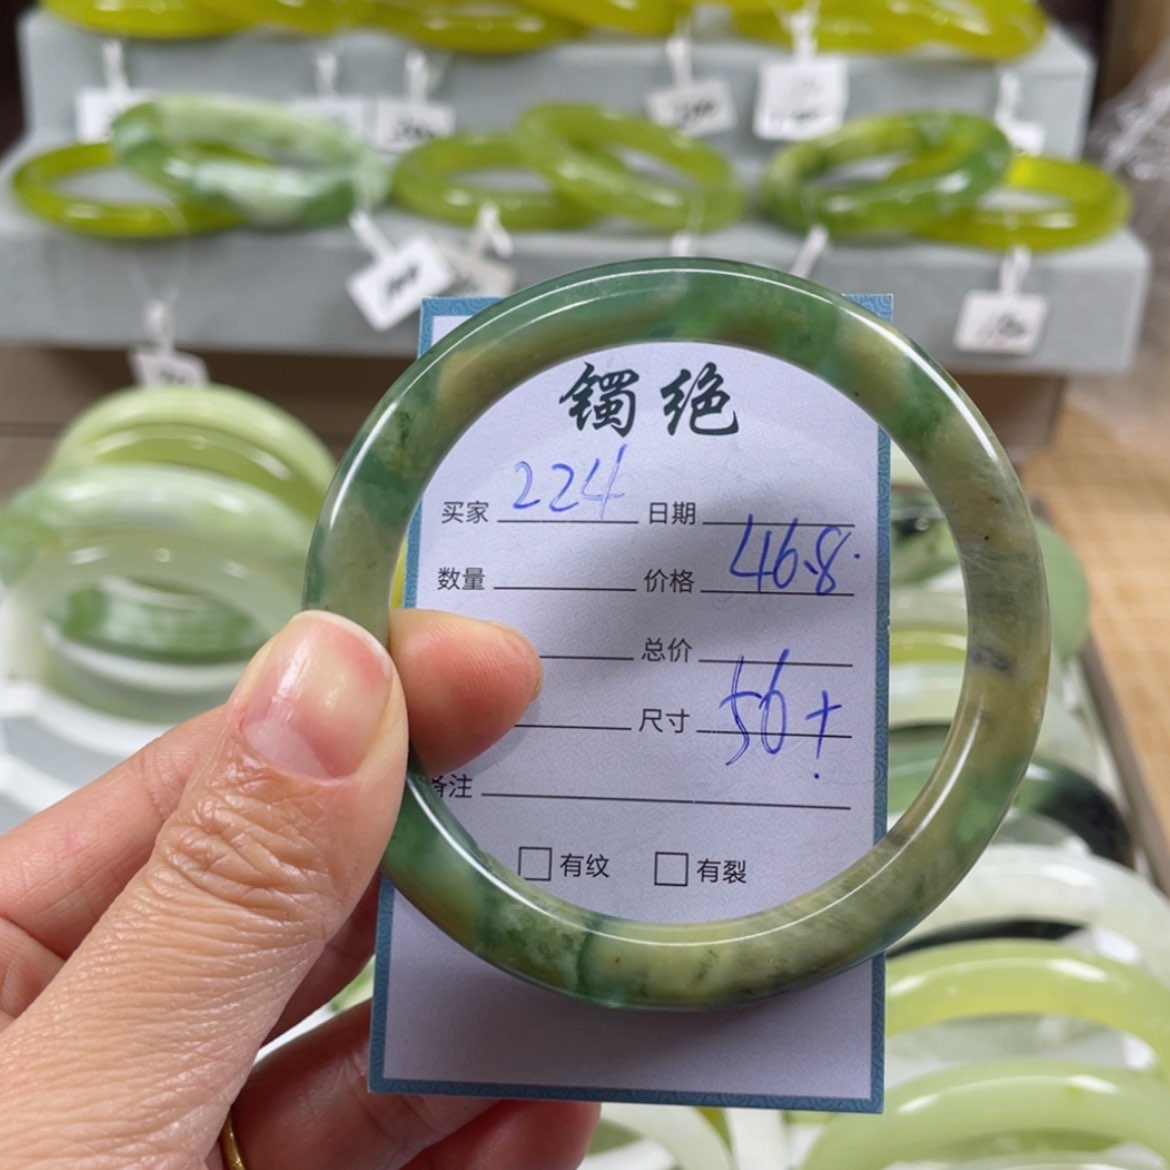 镯绝
买家 224 日期
数量 价格 46.8.
总价
尺寸 56+
备注
□有纹 □有裂